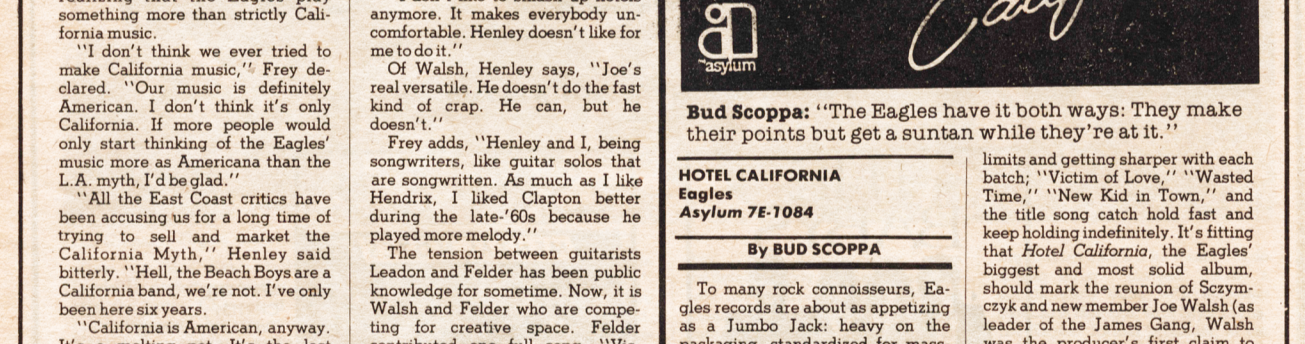 something more than strictly Cali-
fornia music.
“I don't think we ever tried to
make California music,” Frey de-
clared. “Our music is definitely
American. I don't think it's only
California. If more people would
only start thinking of the Eagles'
music more as Americana than the
L.A. myth, I'd be glad.”
“All the East Coast critics have
been accusing us for a long time of
trying to sell and market the
California Myth,” Henley said
bitterly. “Hell, the Beach Boys are a
California band, we're not. I've only
been here six years.
“California is American, anyway.
anymore. It makes everybody un-
comfortable. Henley doesn't like for
me to do it.”
Of Walsh, Henley says, “Joe's
real versatile. He doesn't do the fast
kind of crap. He can, but he
doesn't.”
Frey adds, “Henley and I, being
songwriters, like guitar solos that
are songwritten. As much as I like
Hendrix, I liked Clapton better
during the late-'60s because he
played more melody.”
The tension between guitarists
Leadon and Felder has been public
knowledge for sometime. Now, it is
Walsh and Felder who are compe-
ting for creative space. Felder
asylum
Bud Scoppa: “The Eagles have it both ways: They make
their points but get a suntan while they're at it.”
HOTEL CALIFORNIA
Eagles
Asylum 7E-1084
By BUD SCOPPA
To many rock connoisseurs, Ea-
gles records are about as appetizing
as a Jumbo Jack: heavy on the
limits and getting sharper with each
batch; “Victim of Love,” “Wasted
Time,” “New Kid in Town,” and
the title song catch hold fast and
keep holding indefinitely. It's fitting
that Hotel California, the Eagles'
biggest and most solid album,
should mark the reunion of Sczym-
czyk and new member Joe Walsh (as
leader of the James Gang, Walsh